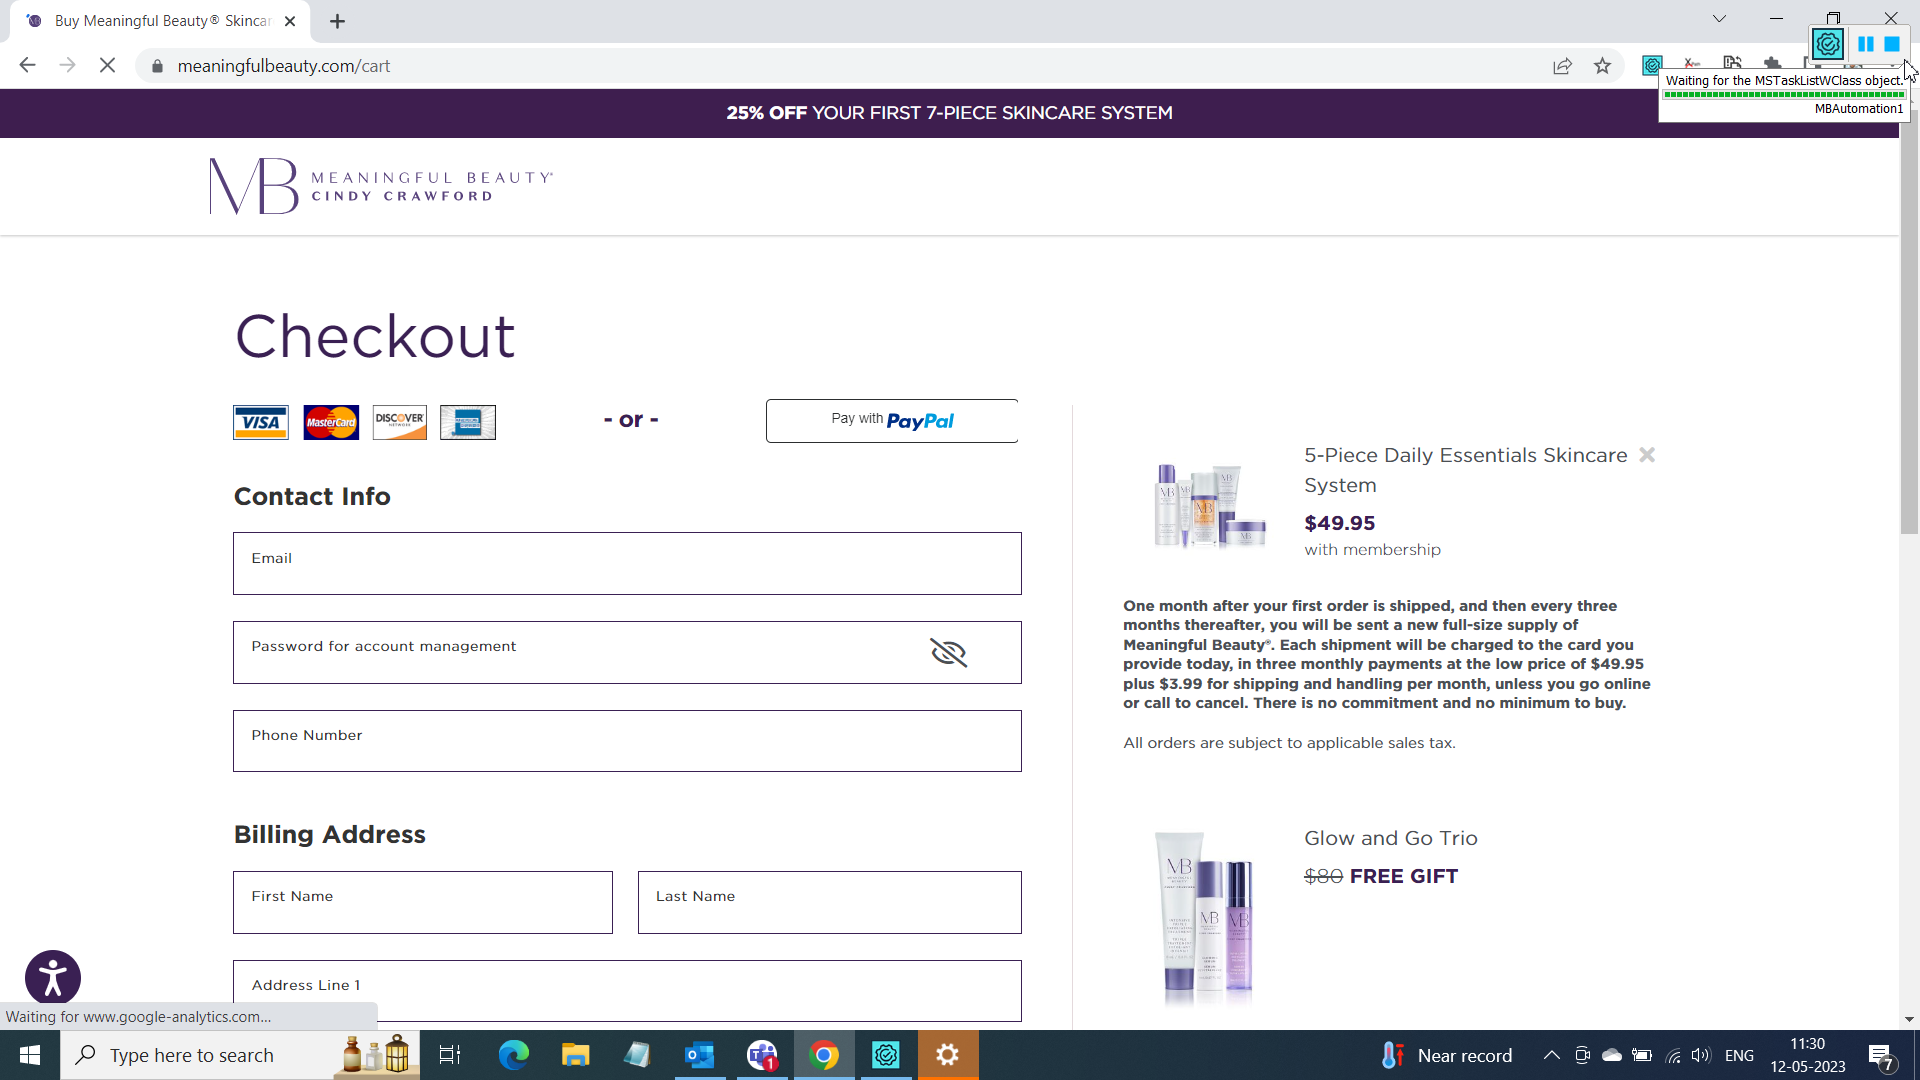 Buy Meaningful Beauty® Skincar
meaningfulbeauty.com/cart
Waiting for the MSTaskListWClass object.
MBAutomation1
25% OFF YOUR FIRST 7-PIECE SKINCARE SYSTEM
MB MEANINGFUL BEAUTY®
CINDY CRAWFORD
Checkout
VISA MasterCard DISCOVER NETWORK - or - Pay with PayPal
Contact Info
Email
Password for account management
Phone Number
Billing Address
First Name Last Name
Address Line 1
5-Piece Daily Essentials Skincare
System
$49.95
with membership
One month after your first order is shipped, and then every three
months thereafter, you will be sent a new full-size supply of
Meaningful Beauty®. Each shipment will be charged to the card you
provide today, in three monthly payments at the low price of $49.95
plus $3.99 for shipping and handling per month, unless you go online
or call to cancel. There is no commitment and no minimum to buy.
All orders are subject to applicable sales tax.
Glow and Go Trio
$80 FREE GIFT
MB
MB
MB
Waiting for www.google-analytics.com...
Type here to search
1
Near record
ENG
11:30
12-05-2023
7